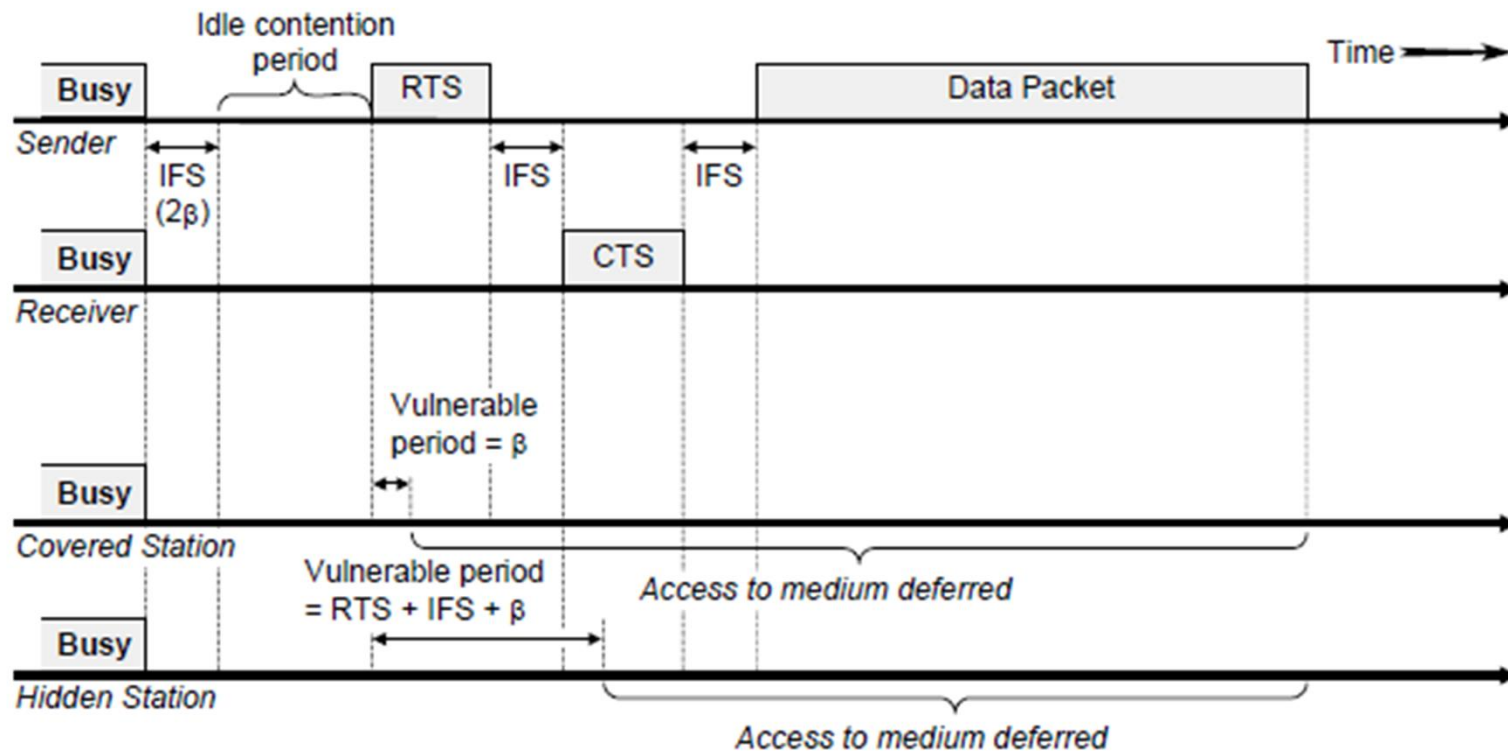 Idle contention
period
Time
Busy
RTS
Data Packet
Sender
IFS
(2β)
IFS
IFS
Busy
CTS
Receiver
Vulnerable
period = β
Busy
Covered Station
Vulnerable period
= RTS + IFS + β
Access to medium deferred
Busy
Hidden Station
Access to medium deferred